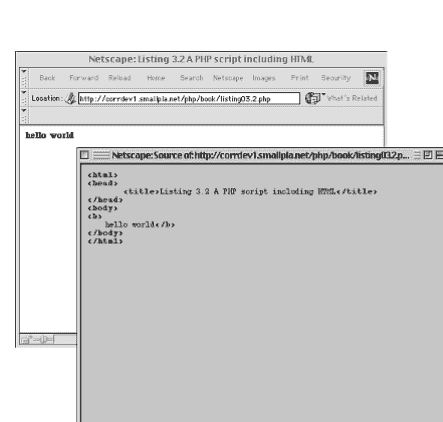 Netscape: Listing 3.2 A PHP script including HTML
Back Forward Reload Home Search Netscape Images Print Security
Location: http://corrdev1.smallpla.net/php/book/listing03.2.php What's Related
hello world
Netscape: Source of: http://corrdev1.smallpla.net/php/book/listing03.2.p...
<html>
<head>
<title>Listing 3.2 A PHP script including HTML</title>
</head>
<body>
<b>
hello world</b>
</body>
</html>